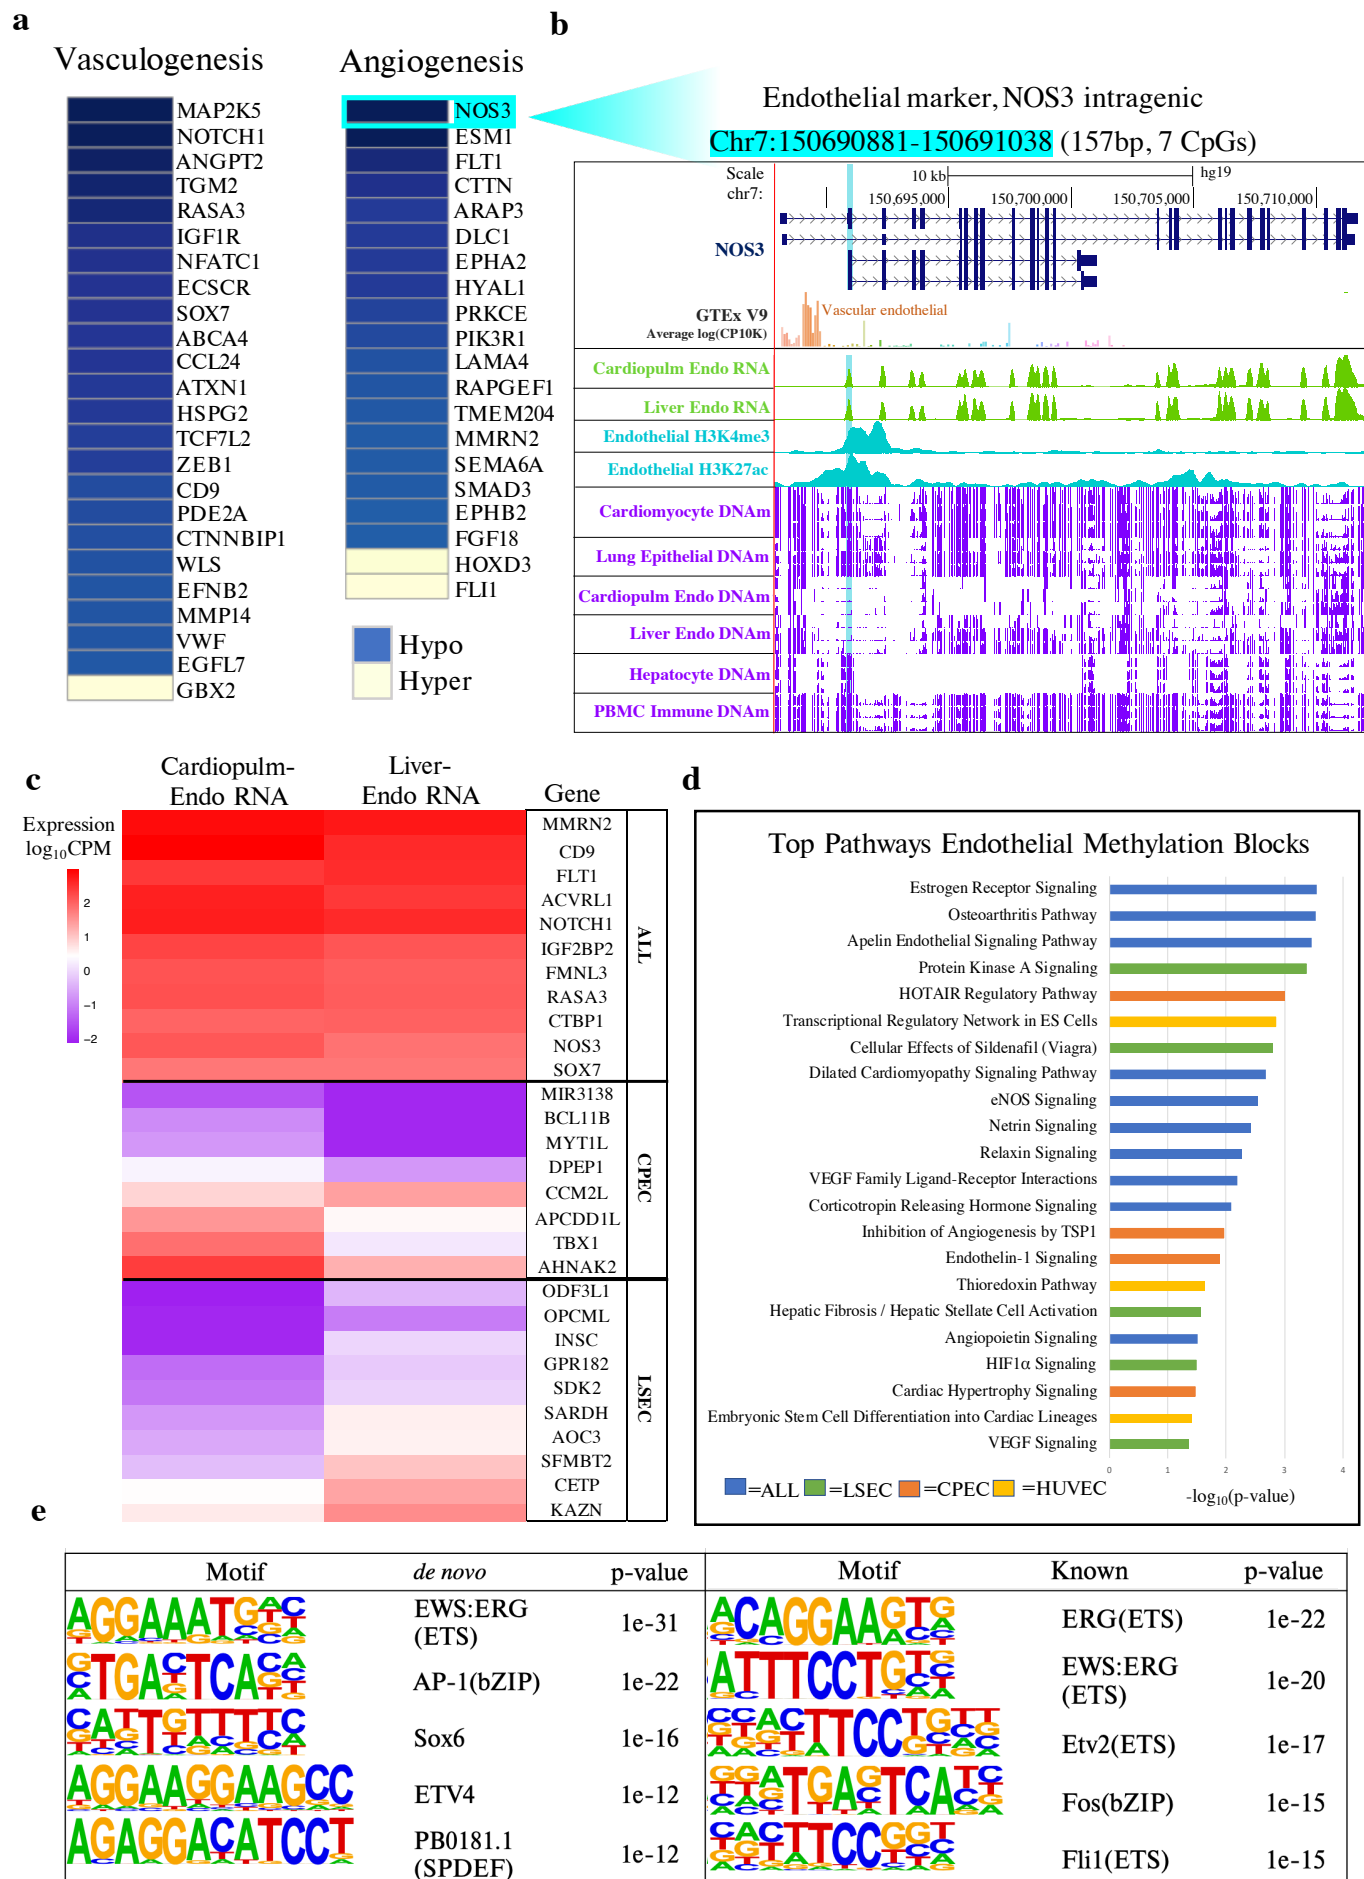 a
Vasculogenesis
MAP2K5
NOTCH1
ANGPT2
TGM2
RASA3
IGF1R
NFATC1
ECSCR
SOX7
ABCA4
CCL24
ATXN1
HSPG2
TCF7L2
ZEB1
CD9
PDE2A
CTNNBIP1
WLS
EFNB2
MMP14
VWF
EGFL7
GBX2
Angiogenesis
NOS3
ESM1
FLT1
CTTN
ARAP3
DLC1
EPHA2
HYAL1
PRKCE
PIK3R1
LAMA4
RAPGEF1
TMEM204
MMRN2
SEMA6A
SMAD3
EPHB2
FGF18
HOXD3
FLI1
Hypo
Hyper
b
Endothelial marker, NOS3 intragenic
Chr7:150690881-150691038 (157bp, 7 CpGs)
Scale 10 kb hg19
chr7: 150,695,000 150,700,000 150,705,000 150,710,000
NOS3
GTEx V9 Vascular endothelial
Average log(CP10K)
Cardiopulm Endo RNA
Liver Endo RNA
Endothelial H3K4me3
Endothelial H3K27ac
Cardiomyocyte DNAm
Lung Epithelial DNAm
Cardiopulm Endo DNAm
Liver Endo DNAm
Hepatocyte DNAm
PBMC Immune DNAm
c
Cardiopulm-
Endo RNA
Liver-
Endo RNA
Gene
Expression
log10CPM
2
1
0
−1
−2
MMRN2
CD9
FLT1
ACVRL1
NOTCH1
IGF2BP2
FMNL3
RASA3
CTBP1
NOS3
SOX7
ALL
MIR3138
BCL11B
MYT1L
DPEP1
CCM2L
APCDD1L
TBX1
AHNAK2
CPEC
ODF3L1
OPCML
INSC
GPR182
SDK2
SARDH
AOC3
SFMBT2
CETP
KAZN
LSEC
d
Top Pathways Endothelial Methylation Blocks
Estrogen Receptor Signaling
Osteoarthritis Pathway
Apelin Endothelial Signaling Pathway
Protein Kinase A Signaling
HOTAIR Regulatory Pathway
Transcriptional Regulatory Network in ES Cells
Cellular Effects of Sildenafil (Viagra)
Dilated Cardiomyopathy Signaling Pathway
eNOS Signaling
Netrin Signaling
Relaxin Signaling
VEGF Family Ligand-Receptor Interactions
Corticotropin Releasing Hormone Signaling
Inhibition of Angiogenesis by TSP1
Endothelin-1 Signaling
Thioredoxin Pathway
Hepatic Fibrosis / Hepatic Stellate Cell Activation
Angiopoietin Signaling
HIF1α Signaling
Cardiac Hypertrophy Signaling
Embryonic Stem Cell Differentiation into Cardiac Lineages
VEGF Signaling
0 1 2 3 4
=ALL =LSEC =CPEC =HUVEC
-log10(p-value)
e
Motif de novo p-value
AGGAAATG
EWS:ERG
(ETS)
1e-31
TGA TCA
AP-1(bZIP) 1e-22
CATTGTTTTC
Sox6 1e-16
AGGAAGGAAGCC
ETV4 1e-12
AGAGGACATCCT
PB0181.1
(SPDEF)
1e-12
Motif Known p-value
ACAGGAAGTG
ERG(ETS) 1e-22
ATTTCCTG
EWS:ERG
(ETS)
1e-20
CCACTTCCTGTT
Etv2(ETS) 1e-17
TGA TCA
Fos(bZIP) 1e-15
CACTTCCGGT
Fli1(ETS) 1e-15